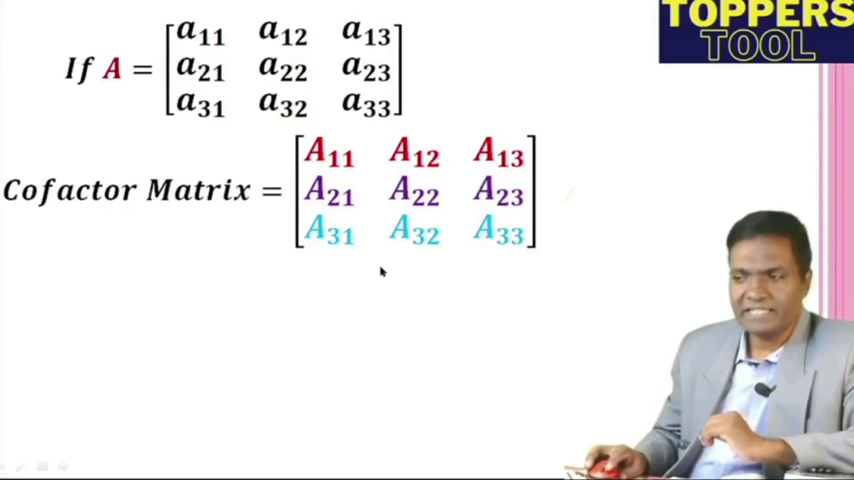 TOPPERS
TOOL
If A = [a11 a12 a13
a21 a22 a23
a31 a32 a33]
Cofactor Matrix = [A11 A12 A13
A21 A22 A23
A31 A32 A33]